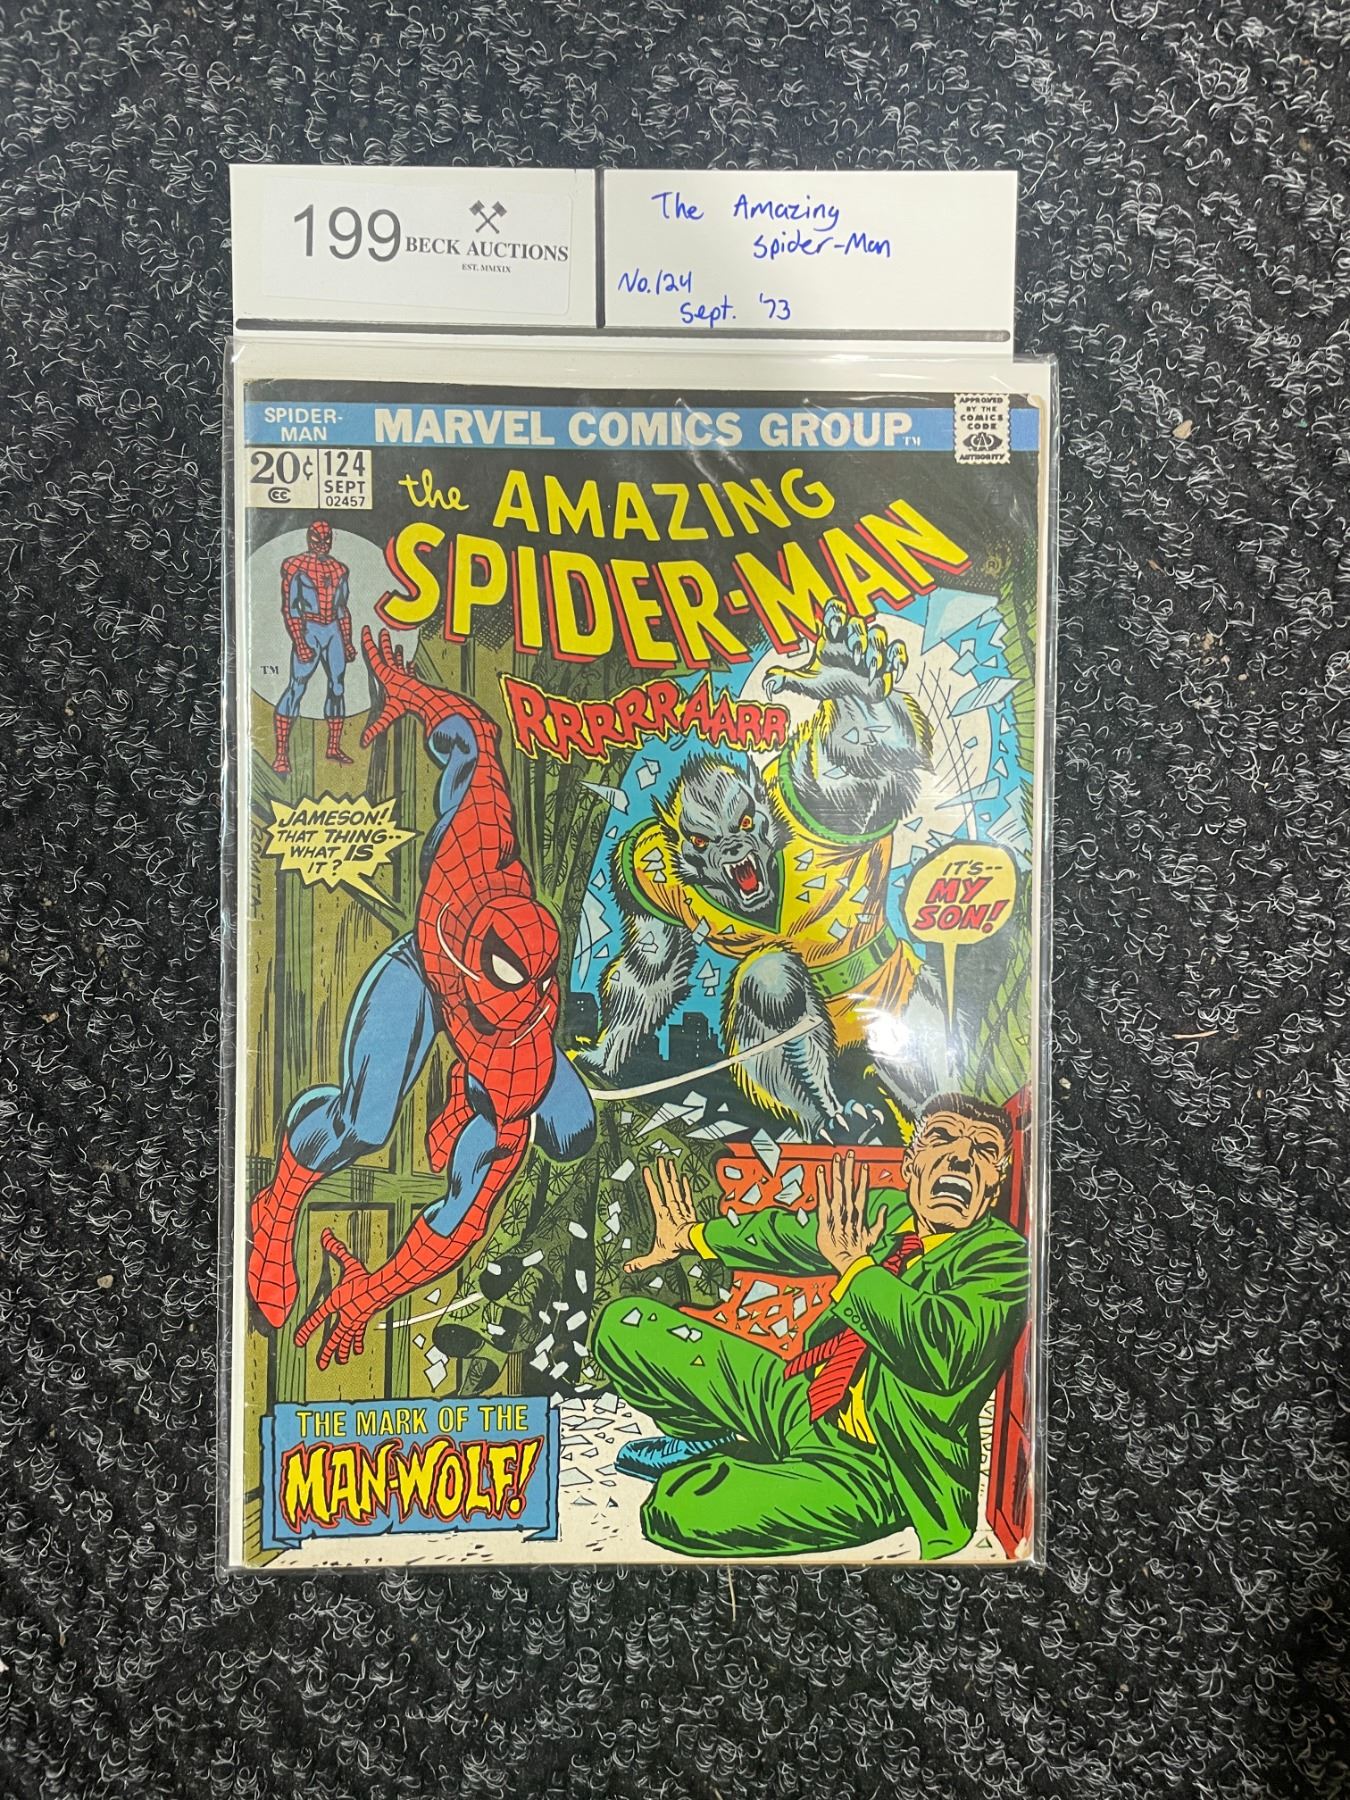 199
BECK AUCTIONS
EST. MMXIX
The Amazing
Spider-Man
No.124
Sept. '73
SPIDER-
MAN
MARVEL COMICS GROUP
TM
APPROVED
BY THE
COMICS
CODE
CA
AUTHORITY
20¢
CC
124
SEPT
02457
the AMAZING
SPIDER-MAN
®
TM
RRRRRAARR
JAMESON!
THAT THING--
WHAT IS
IT?
ROMITA
IT'S--
MY
SON!
THE MARK OF THE
MAN-WOLF!